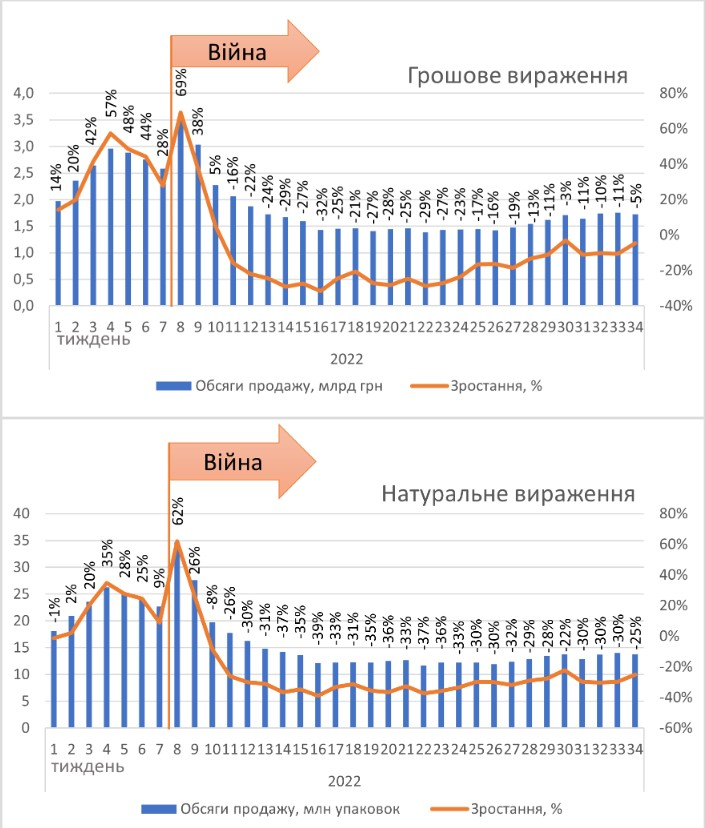 Війна
Грошове вираження
4,0 3,5 3,0 2,5 2,0 1,5 1,0 0,5 0,0
14% 20% 42% 57% 48% 44% 28% 69% 38% 5% -16% -22% -24% -29% -27% -32% -25% -21% -27% -28% -25% -29% -27% -23% -17% -16% -19% -13% -11% -3% -11% -10% -11% -5%
80% 60% 40% 20% 0% -20% -40%
1 2 3 4 5 6 7 8 9 10 11 12 13 14 15 16 17 18 19 20 21 22 23 24 25 26 27 28 29 30 31 32 33 34
тиждень
2022
Обсяги продажу, млрд грн Зростання, %
Війна
Натуральне вираження
40 35 30 25 20 15 10 5 0
-1% 2% 20% 35% 28% 25% 9% 62% 26% -8% -26% -30% -31% -37% -35% -39% -33% -31% -35% -36% -33% -37% -36% -33% -30% -30% -32% -29% -28% -22% -30% -30% -30% -25%
80% 60% 40% 20% 0% -20% -40% -60%
1 2 3 4 5 6 7 8 9 10 11 12 13 14 15 16 17 18 19 20 21 22 23 24 25 26 27 28 29 30 31 32 33 34
тиждень
2022
Обсяги продажу, млн упаковок Зростання, %